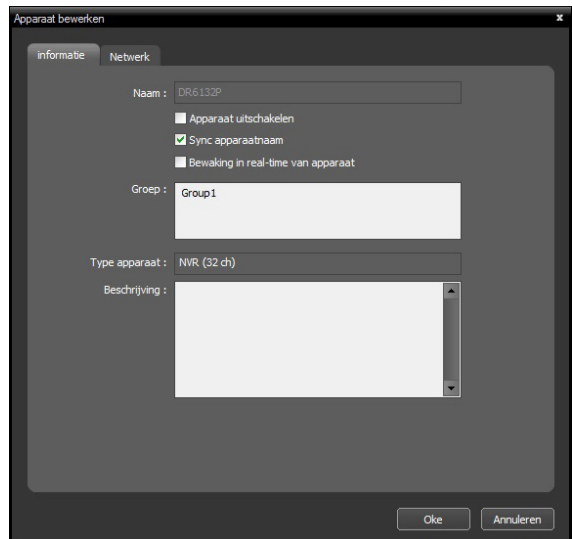 Apparaat bewerken x
informatie Netwerk
Naam : DR6132P
Apparaat uitschakelen
Sync apparaatnaam
Bewaking in real-time van apparaat
Groep : Group1
Type apparaat : NVR (32 ch)
Beschrijving :
Oke Annuleren